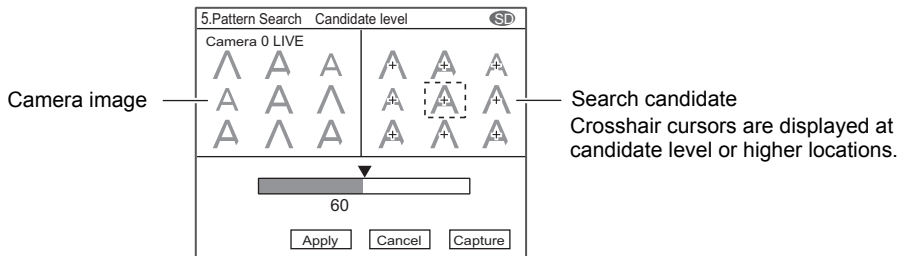 5.Pattern Search Candidate level SD
Camera 0 LIVE
Λ A A Λ A A
A A Λ A A Λ
A Λ A A Λ A
Camera image
Search candidate
Crosshair cursors are displayed at
candidate level or higher locations.
60
Apply Cancel Capture